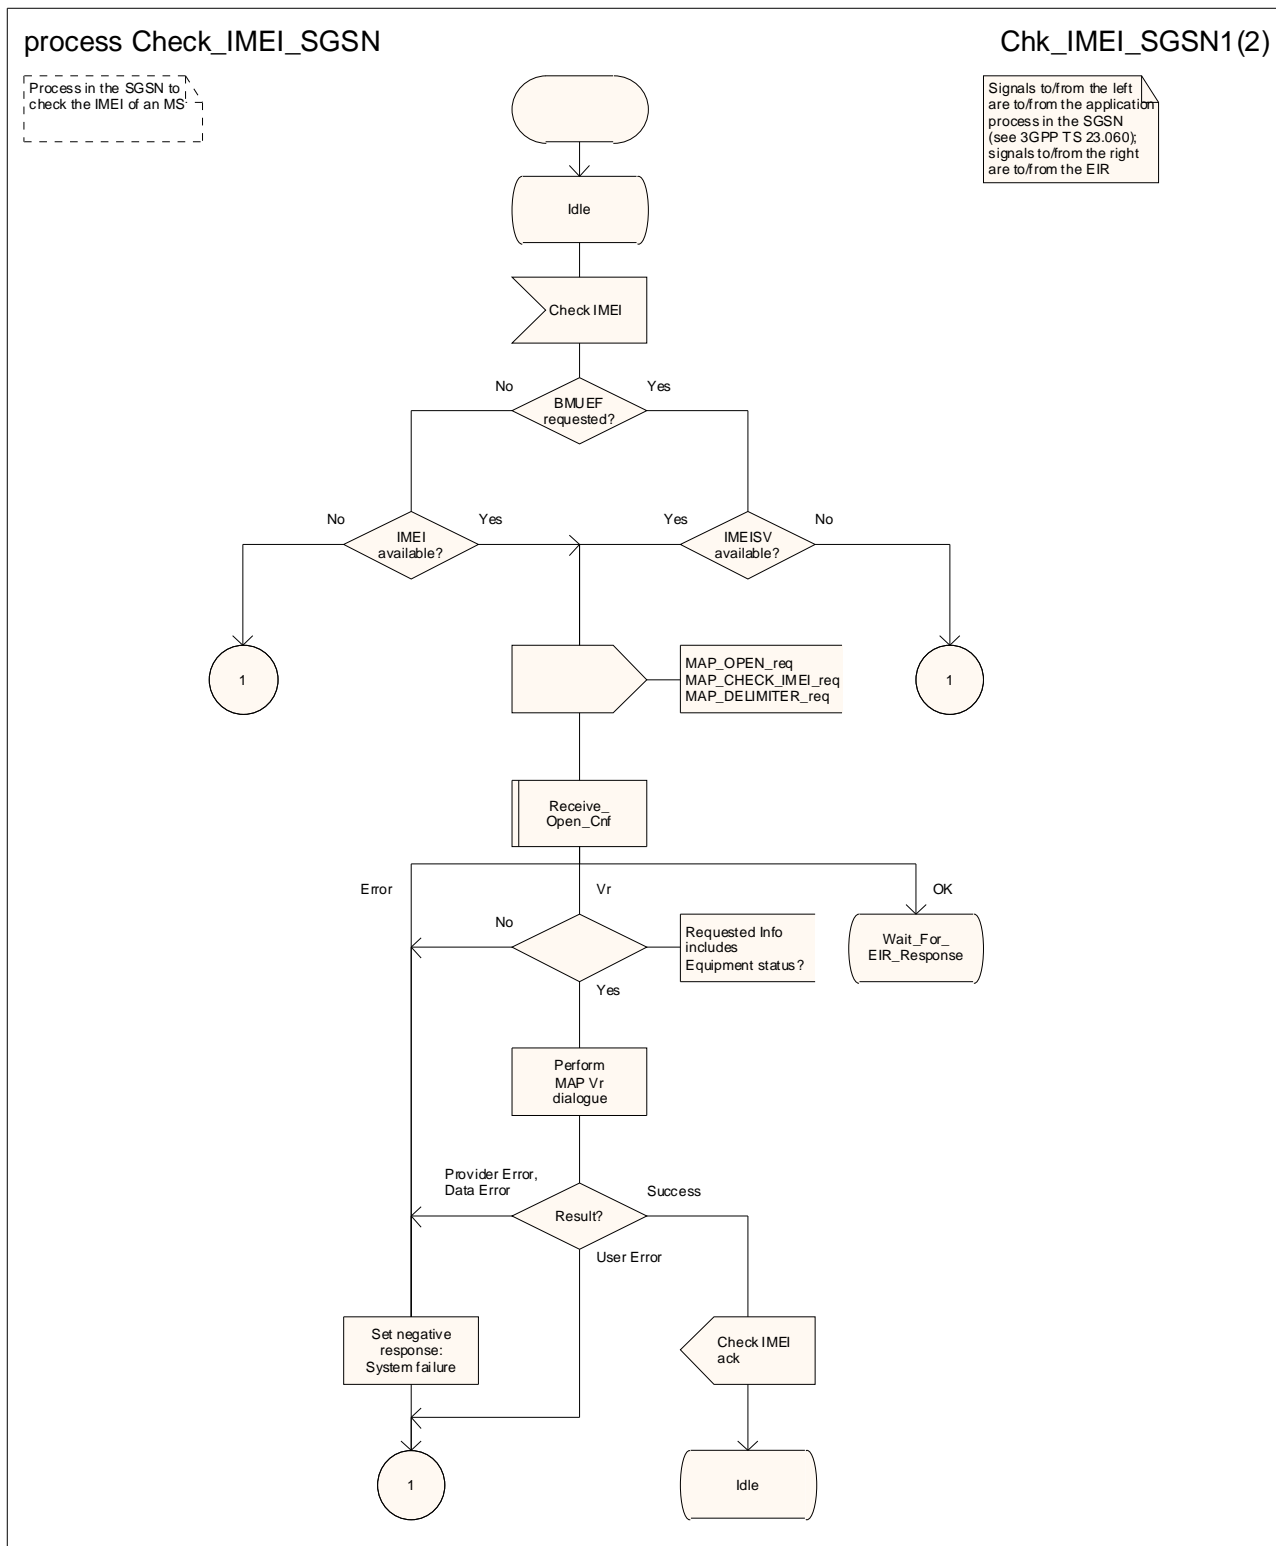 process Check_IMEI_SGSN
Chk_IMEI_SGSN1(2)
Process in the SGSN to
check the IMEI of an MS
Signals to/from the left
are to/from the application
process in the SGSN
(see 3GPP TS 23.060);
signals to/from the right
are to/from the EIR
Idle
Check IMEI
No
Yes
BMUEF
requested?
No
Yes
Yes
No
IMEI
available?
IMEISV
available?
1
MAP_OPEN_req
MAP_CHECK_IMEI_req
MAP_DELIMITER_req
1
Receive_
Open_Cnf
Error
Vr
OK
No
Requested Info
includes
Equipment status?
Wait_For_
EIR_Response
Yes
Perform
MAP Vr
dialogue
Provider Error,
Data Error
Success
Result?
User Error
Set negative
response:
System failure
Check IMEI
ack
1
Idle